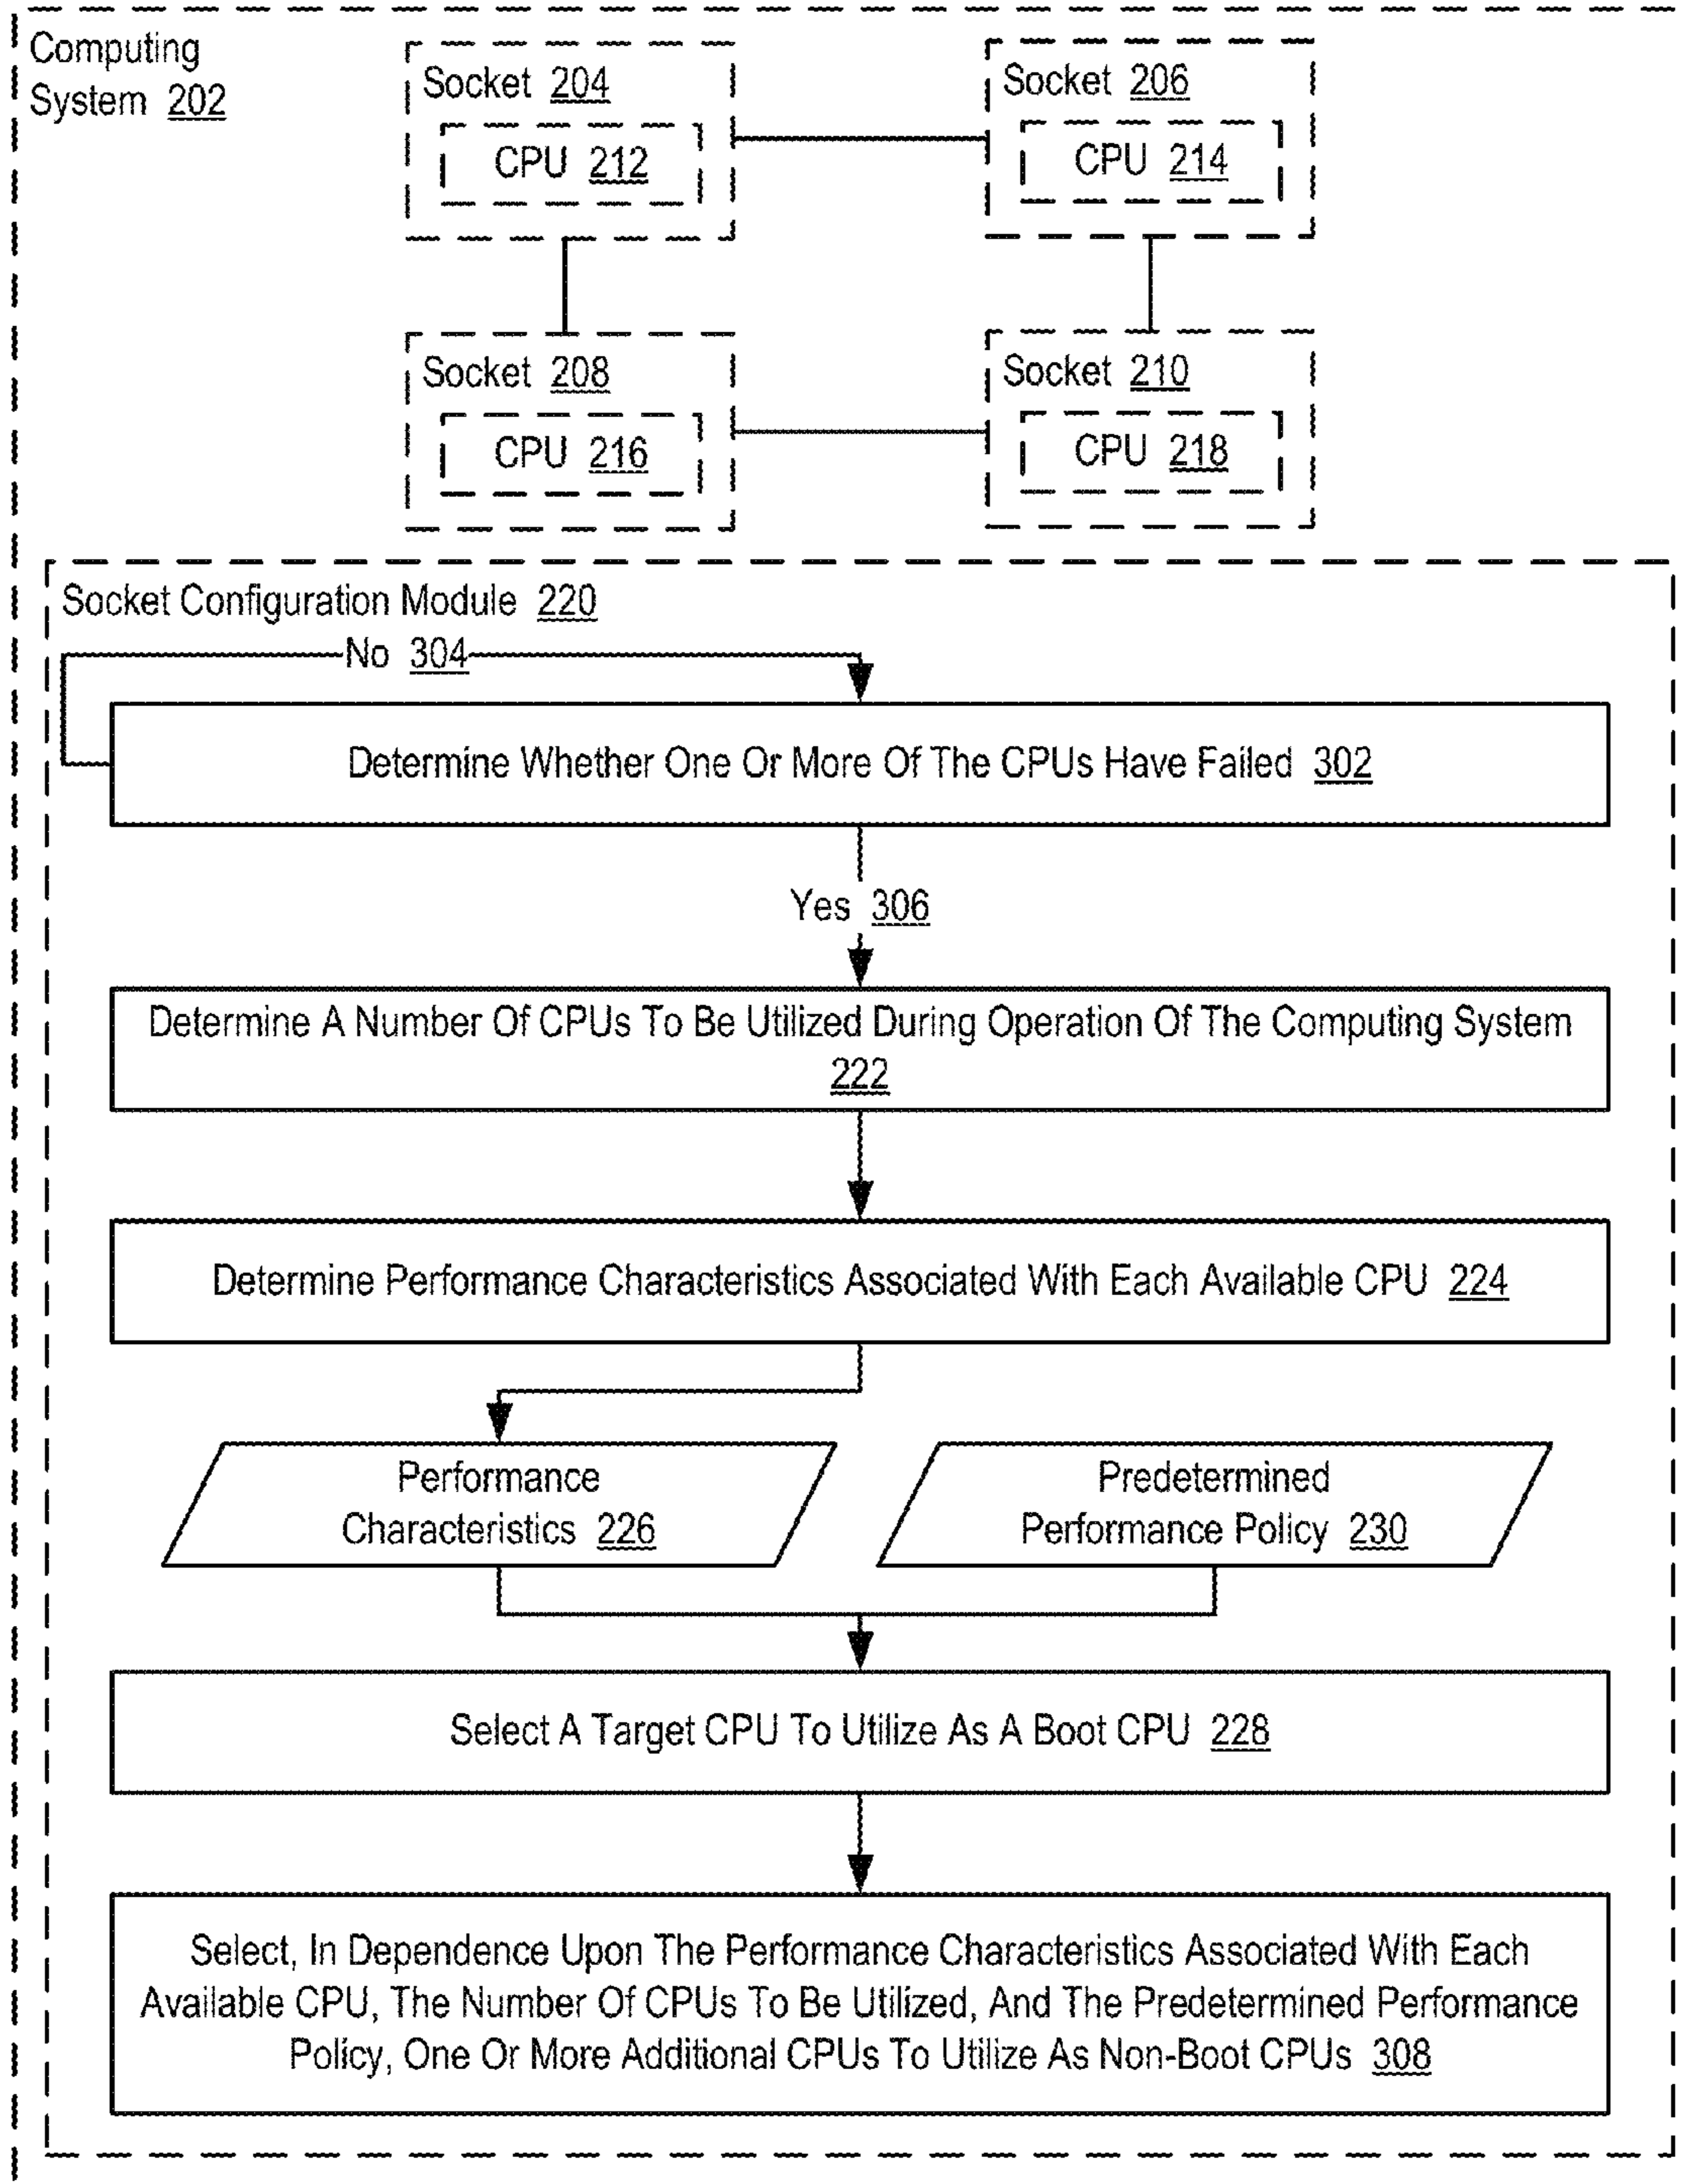 Computing
System 202
Socket 204
CPU 212
Socket 206
CPU 214
Socket 208
CPU 216
Socket 210
CPU 218
Socket Configuration Module 220
No 304
Determine Whether One Or More Of The CPUs Have Failed 302
Yes 306
Determine A Number Of CPUs To Be Utilized During Operation Of The Computing System
222
Determine Performance Characteristics Associated With Each Available CPU 224
Performance
Characteristics 226
Predetermined
Performance Policy 230
Select A Target CPU To Utilize As A Boot CPU 228
Select, In Dependence Upon The Performance Characteristics Associated With Each
Available CPU, The Number Of CPUs To Be Utilized, And The Predetermined Performance
Policy, One Or More Additional CPUs To Utilize As Non-Boot CPUs 308